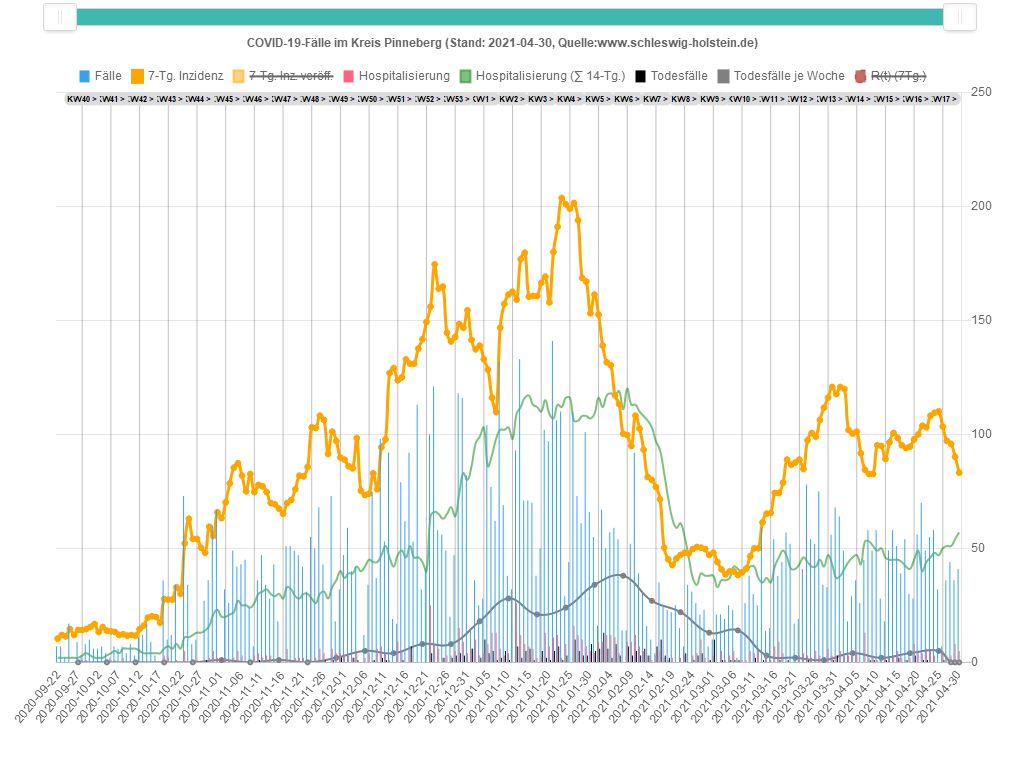 COVID-19-Fälle im Kreis Pinneberg (Stand: 2021-04-30, Quelle:www.schleswig-holstein.de)
Fälle 7-Tg. Inzidenz 7-Tg. Inz. veröff. Hospitalisierung Hospitalisierung (∑ 14-Tg.) Todesfälle Todesfälle je Woche R(t) (7Tg.)
KW40 > KW41 > KW42 > KW43 > KW44 > KW45 > KW46 > KW47 > KW48 > KW49 > KW50 > KW51 > KW52 > KW53 > KW1 > KW2 > KW3 > KW4 > KW5 > KW6 > KW7 > KW8 > KW9 > KW10 > KW11 > KW12 > KW13 > KW14 > KW15 > KW16 > KW17 >
250
200
150
100
50
0
2020-09-22 2020-09-27 2020-10-02 2020-10-07 2020-10-12 2020-10-17 2020-10-22 2020-10-27 2020-11-01 2020-11-06 2020-11-11 2020-11-16 2020-11-21 2020-11-26 2020-12-01 2020-12-06 2020-12-11 2020-12-16 2020-12-21 2020-12-26 2020-12-31 2021-01-05 2021-01-10 2021-01-15 2021-01-20 2021-01-25 2021-01-30 2021-02-04 2021-02-09 2021-02-14 2021-02-19 2021-02-24 2021-03-01 2021-03-06 2021-03-11 2021-03-16 2021-03-21 2021-03-26 2021-03-31 2021-04-05 2021-04-10 2021-04-15 2021-04-20 2021-04-25 2021-04-30